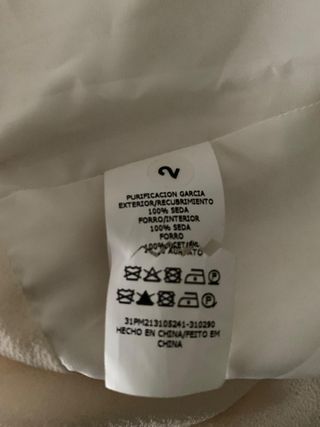 2
PURIFICACION GARCIA
EXTERIOR/RECUBRIMIENTO
100% SEDA
FORRO/INTERIOR
100% SEDA
FORRO
100%
31PM213105241-310290
HECHO EN CHINA/FEITO EM
CHINA